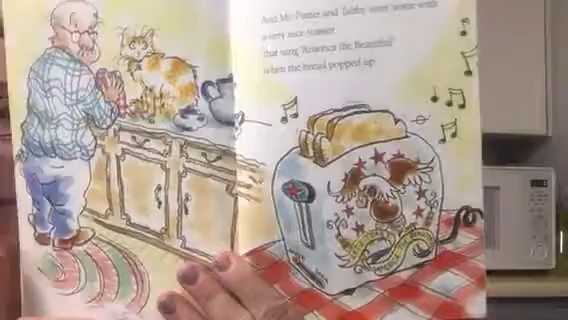 And Mr. Putter and Tabby went home with
a very nice toaster
that sang "America the Beautiful"
when the bread popped up.